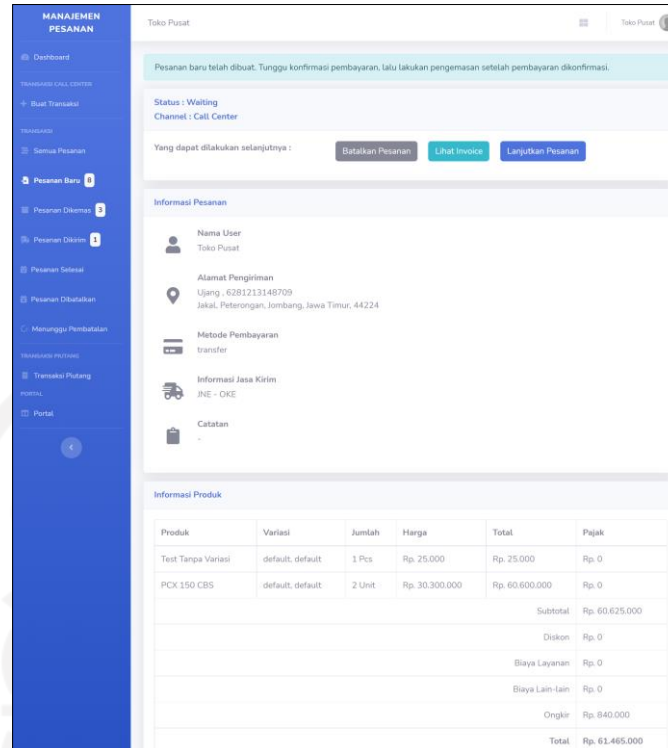 MANAJEMEN
PESANAN
Dashboard
TRANSAKSI CALL CENTER
Buat Transaksi
TRANSAKSI
Semua Pesanan
Pesanan Baru 8
Pesanan Dikemas 3
Pesanan Dikirim 1
Pesanan Selesai
Pesanan Dibatalkan
Menunggu Pembatalan
TRANSAKSI PIUTANG
Transaksi Piutang
PORTAL
Portal
Toko Pusat
Toko Pusat
Pesanan baru telah dibuat. Tunggu konfirmasi pembayaran, lalu lakukan pengemasan setelah pembayaran dikonfirmasi.
Status : Waiting
Channel : Call Center
Yang dapat dilakukan selanjutnya : Batalkan Pesanan Lihat Invoice Lanjutkan Pesanan
Informasi Pesanan
Nama User
Toko Pusat
Alamat Pengiriman
Ujang , 6281213148709
Jakal, Peterongan, Jombang, Jawa Timur, 44224
Metode Pembayaran
transfer
Informasi Jasa Kirim
JNE - OKE
Catatan
-
Informasi Produk
Produk Variasi Jumlah Harga Total Pajak
Test Tanpa Variasi default, default 1 Pcs Rp. 25.000 Rp. 25.000 Rp. 0
PCX 150 CBS default, default 2 Unit Rp. 30.300.000 Rp. 60.600.000 Rp. 0
Subtotal Rp. 60.625.000
Diskon Rp. 0
Biaya Layanan Rp. 0
Biaya Lain-lain Rp. 0
Ongkir Rp. 840.000
Total Rp. 61.465.000